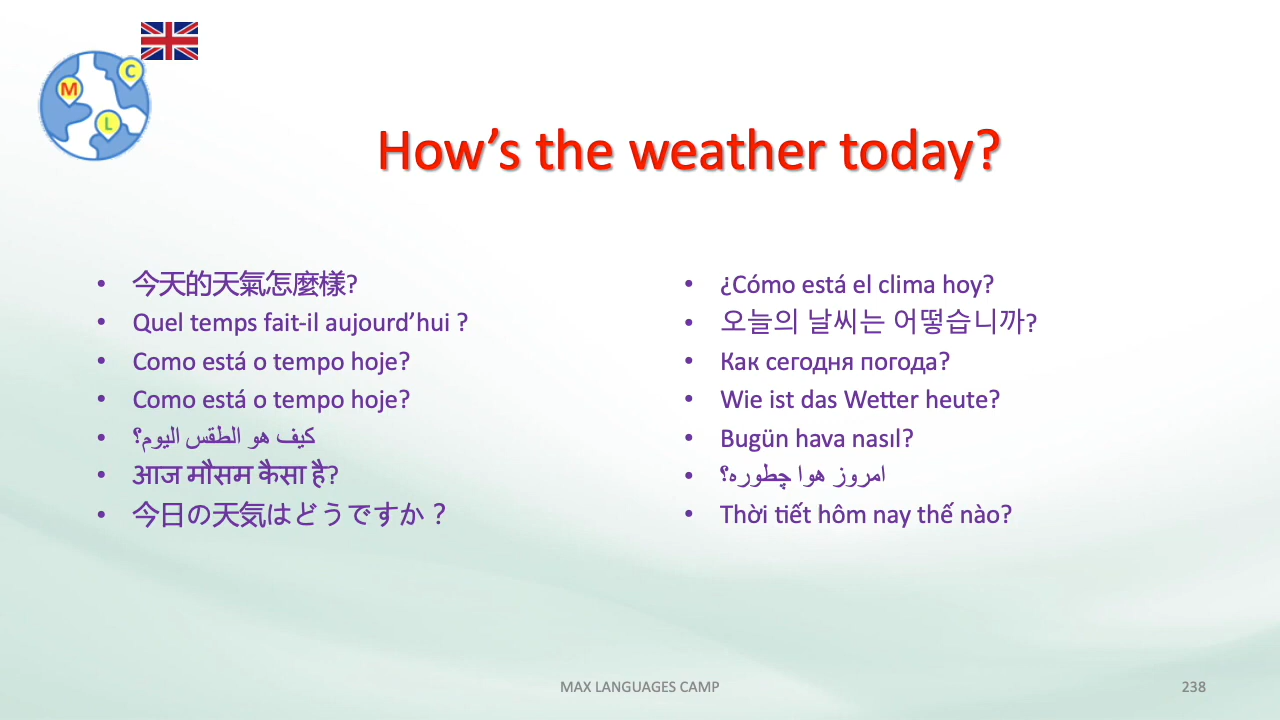 C
M
L
How's the weather today?
• 今天的天氣怎麼樣?
• Quel temps fait-il aujourd'hui ?
• Como está o tempo hoje?
• Como está o tempo hoje?
• كيف هو الطقس اليوم؟
• आज मौसम कैसा है?
• 今日の天気はどうですか？
• ¿Cómo está el clima hoy?
• 오늘의 날씨는 어떻습니까?
• Как сегодня погода?
• Wie ist das Wetter heute?
• Bugün hava nasıl?
• امروز هوا چطوره؟
• Thời tiết hôm nay thế nào?
MAX LANGUAGES CAMP
238